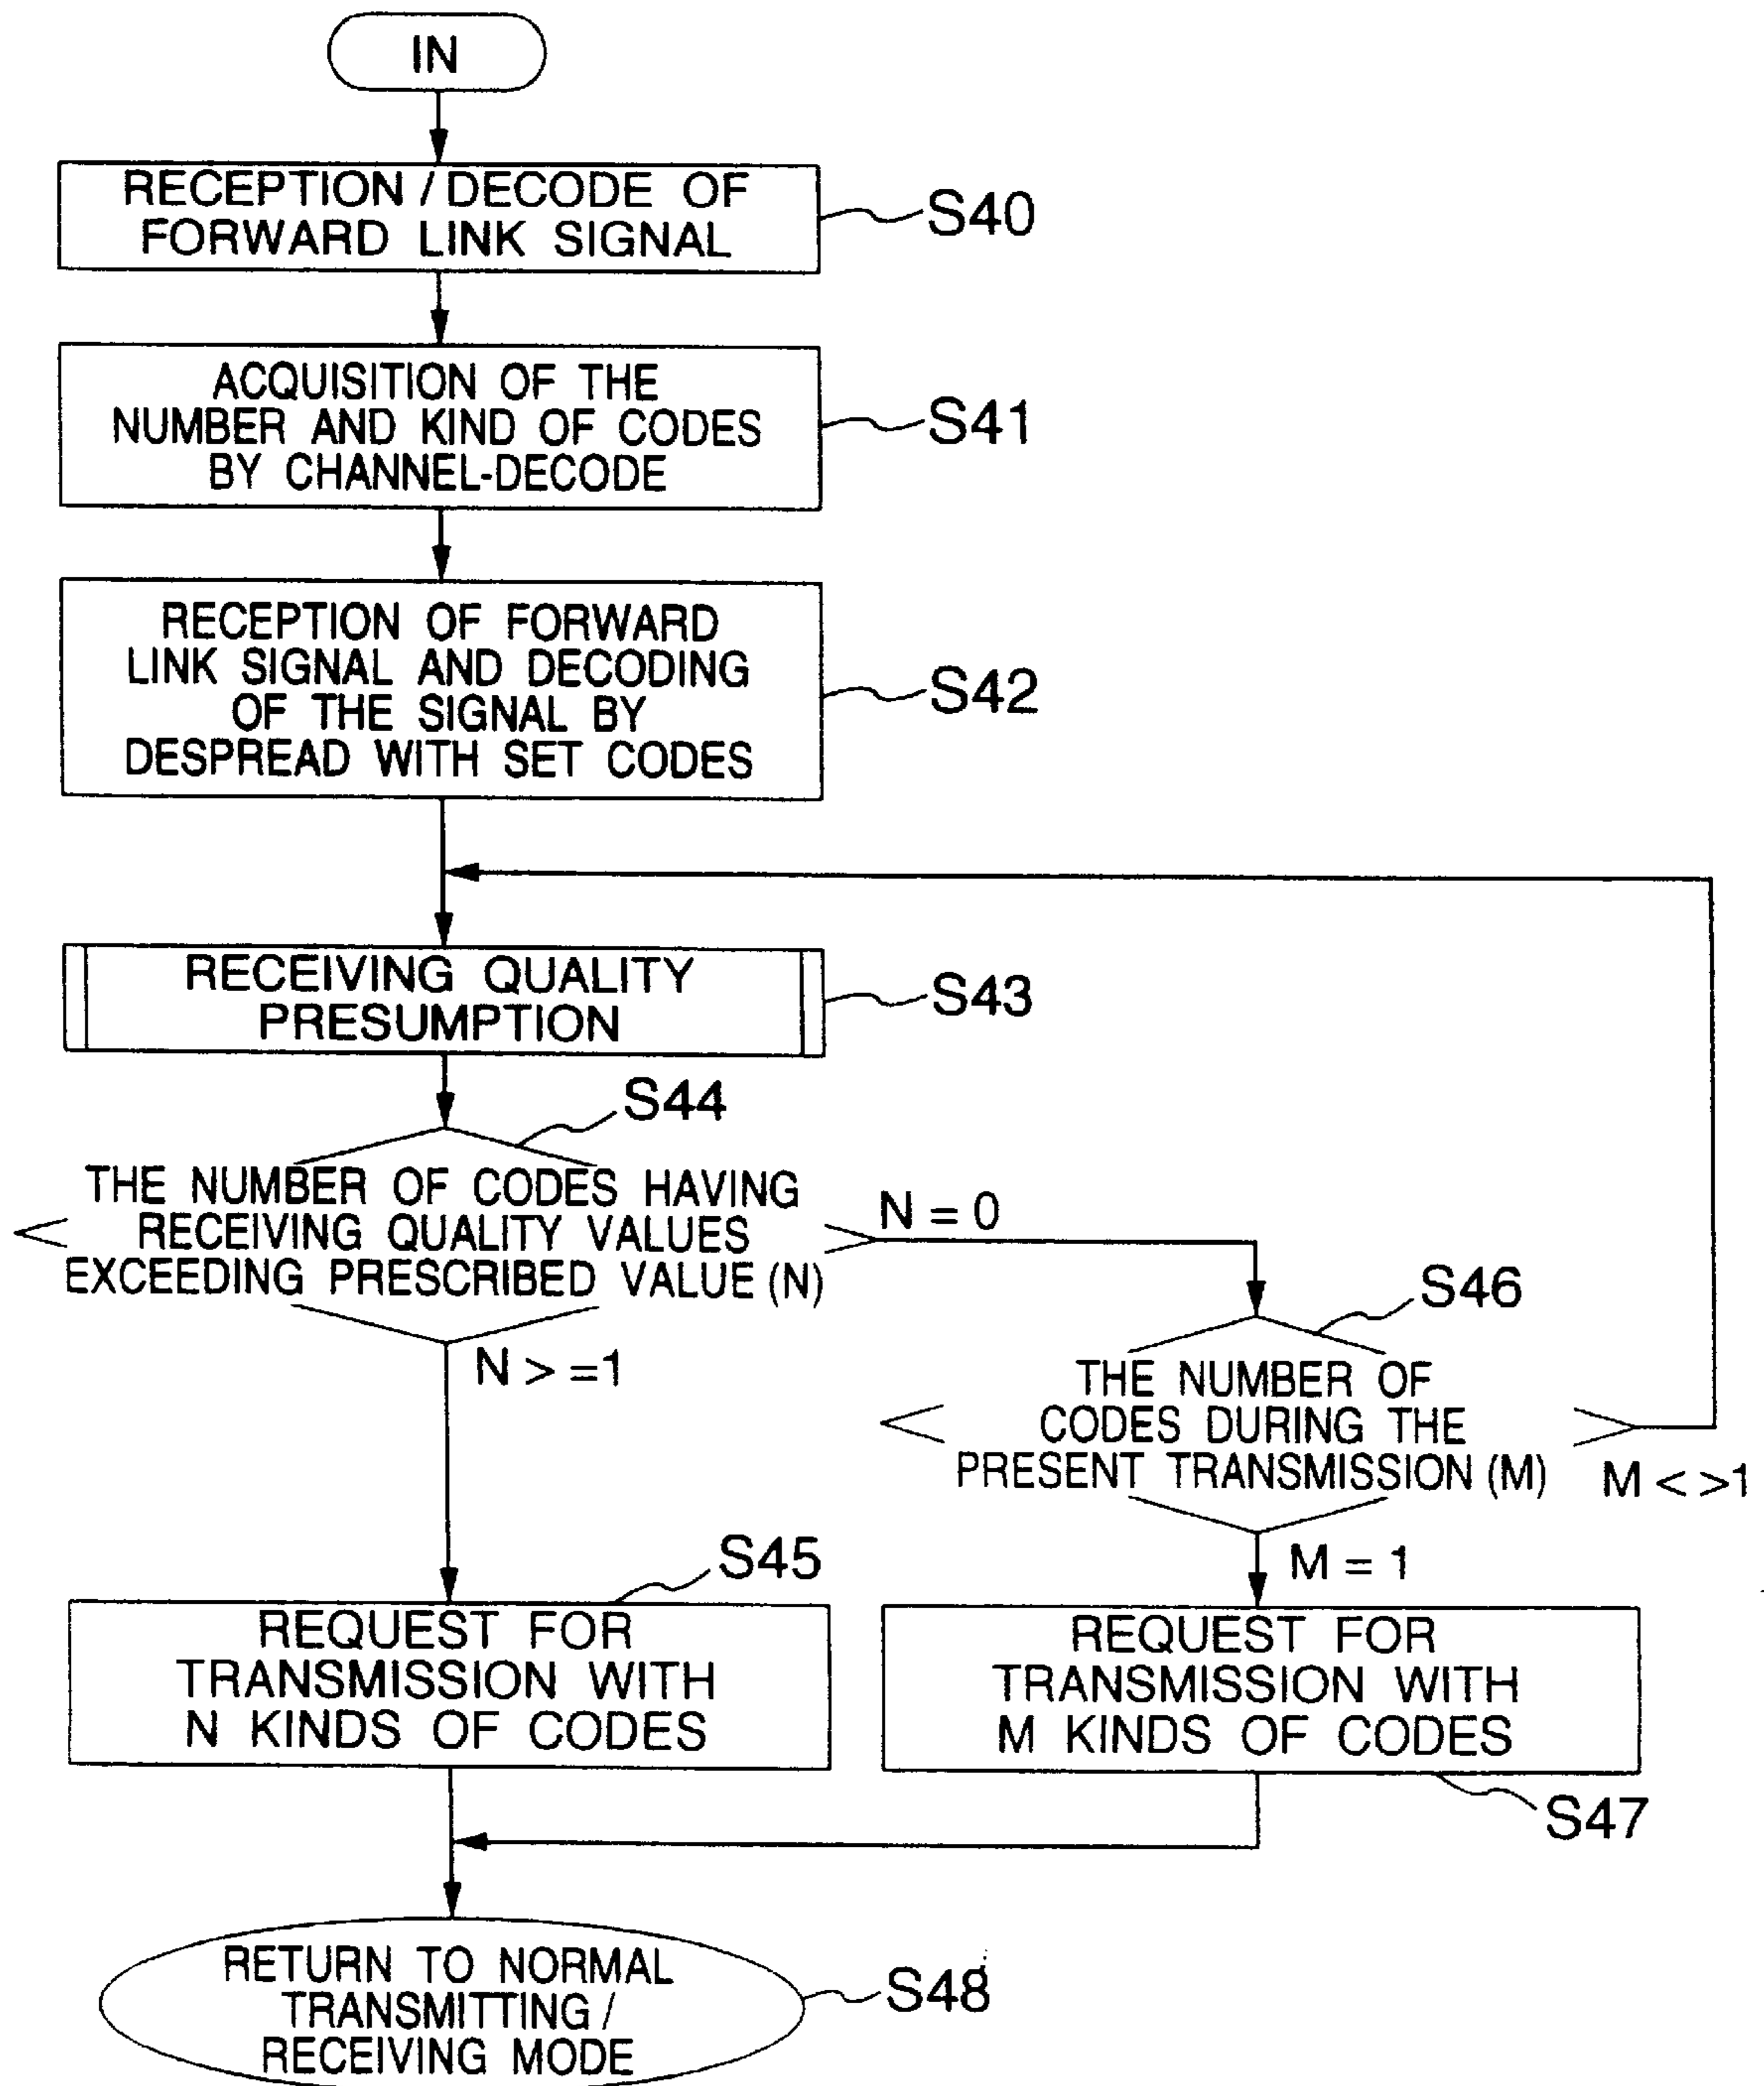 IN
RECEPTION / DECODE OF
FORWARD LINK SIGNAL
S40
ACQUISITION OF THE
NUMBER AND KIND OF CODES
BY CHANNEL-DECODE
S41
RECEPTION OF FORWARD
LINK SIGNAL AND DECODING
OF THE SIGNAL BY
DESPREAD WITH SET CODES
S42
RECEIVING QUALITY
PRESUMPTION
S43
S44
THE NUMBER OF CODES HAVING
RECEIVING QUALITY VALUES
EXCEEDING PRESCRIBED VALUE (N)
N = 0
N > =1
S46
THE NUMBER OF
CODES DURING THE
PRESENT TRANSMISSION (M)
M < >1
M = 1
S45
REQUEST FOR
TRANSMISSION WITH
N KINDS OF CODES
REQUEST FOR
TRANSMISSION WITH
M KINDS OF CODES
S47
RETURN TO NORMAL
TRANSMITTING /
RECEIVING MODE
S48